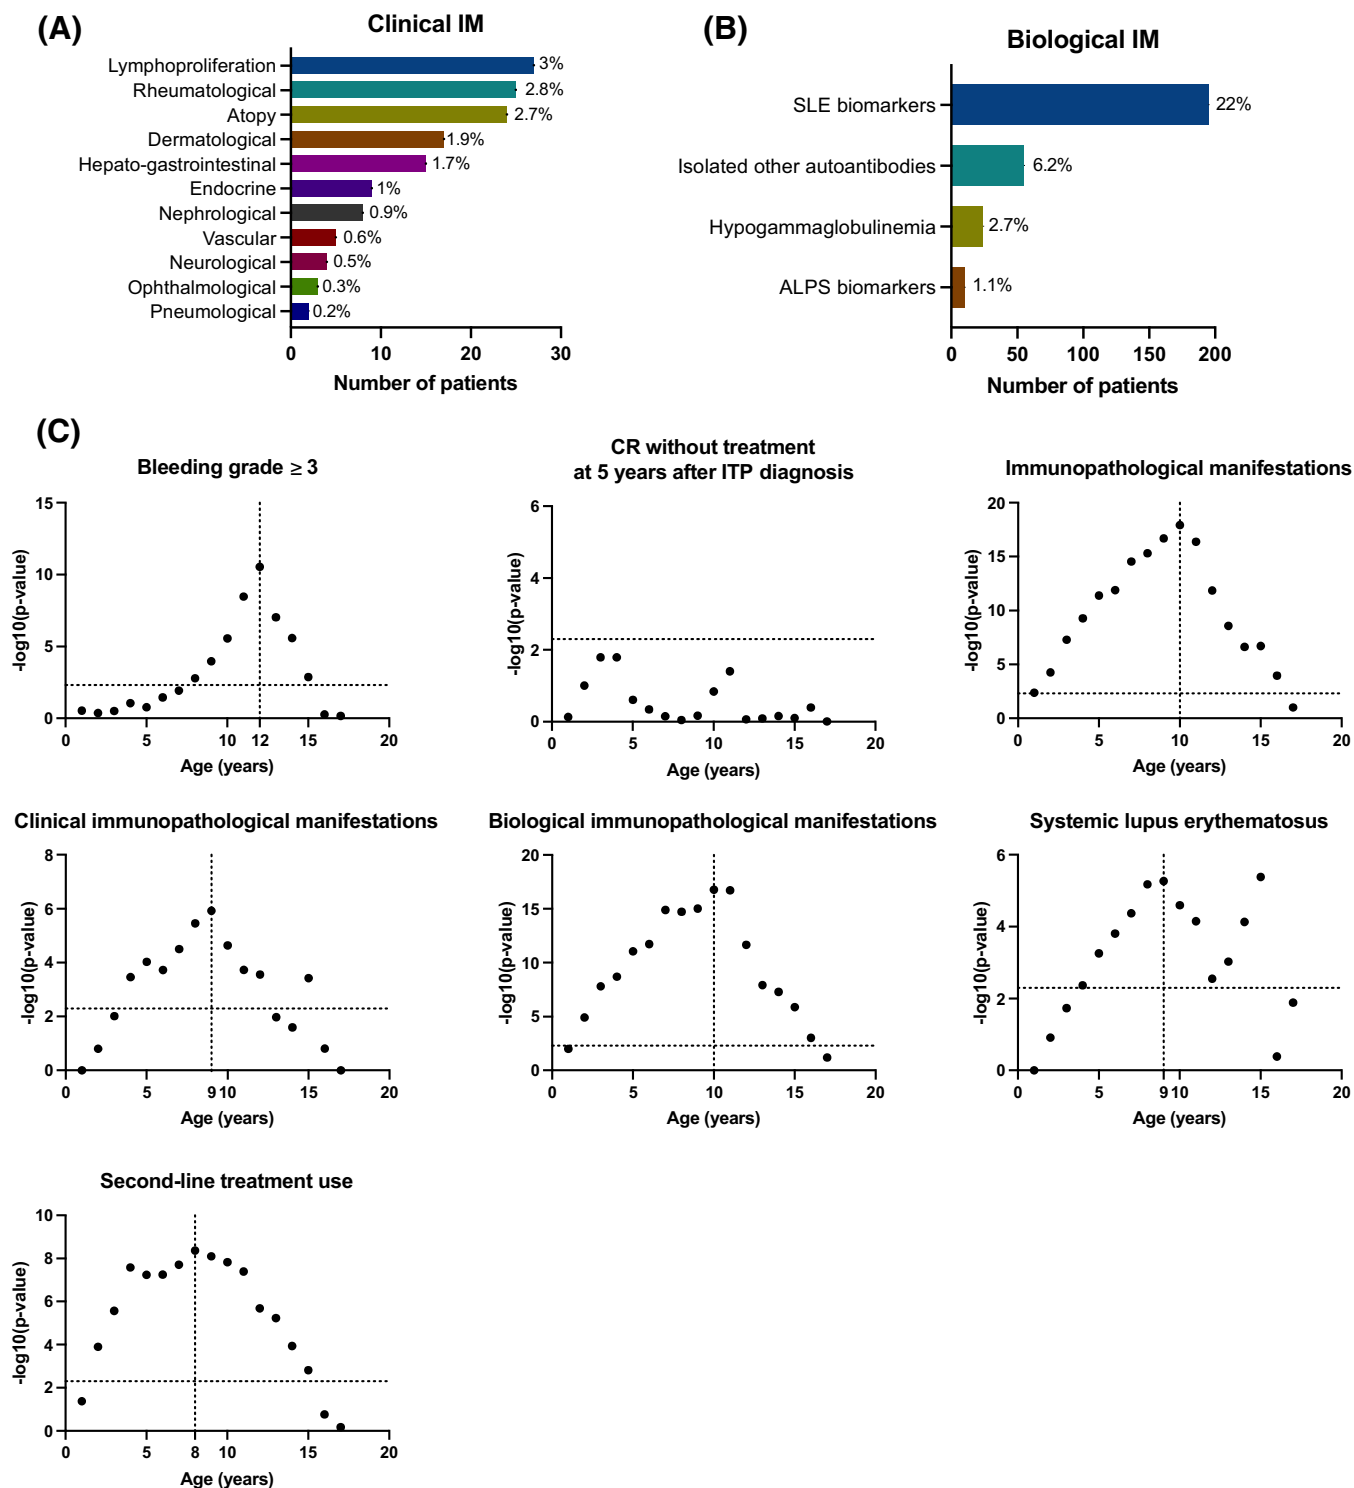 (A)
Clinical IM
Lymphoproliferation 3%
Rheumatological 2.8%
Atopy 2.7%
Dermatological 1.9%
Hepato-gastrointestinal 1.7%
Endocrine 1%
Nephrological 0.9%
Vascular 0.6%
Neurological 0.5%
Ophthalmological 0.3%
Pneumological 0.2%
0 10 20 30
Number of patients
(B)
Biological IM
SLE biomarkers 22%
Isolated other autoantibodies 6.2%
Hypogammaglobulinemia 2.7%
ALPS biomarkers 1.1%
0 50 100 150 200
Number of patients
(C)
Bleeding grade ≥ 3
15
10
5
0
-log10(p-value)
0 5 10 12 15 20
Age (years)
CR without treatment
at 5 years after ITP diagnosis
6
4
2
0
-log10(p-value)
0 5 10 15 20
Age (years)
Immunopathological manifestations
20
15
10
5
0
-log10(p-value)
0 5 10 15 20
Age (years)
Clinical immunopathological manifestations
8
6
4
2
0
-log10(p-value)
0 5 9 10 15 20
Age (years)
Biological immunopathological manifestations
20
15
10
5
0
-log10(p-value)
0 5 10 15 20
Age (years)
Systemic lupus erythematosus
6
4
2
0
-log10(p-value)
0 5 9 10 15 20
Age (years)
Second-line treatment use
10
8
6
4
2
0
-log10(p-value)
0 5 8 10 15 20
Age (years)